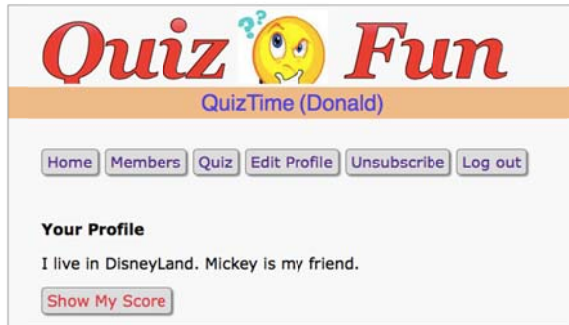 Quiz ?? Fun
QuizTime (Donald)
Home Members Quiz Edit Profile Unsubscribe Log out
Your Profile
I live in DisneyLand. Mickey is my friend.
Show My Score